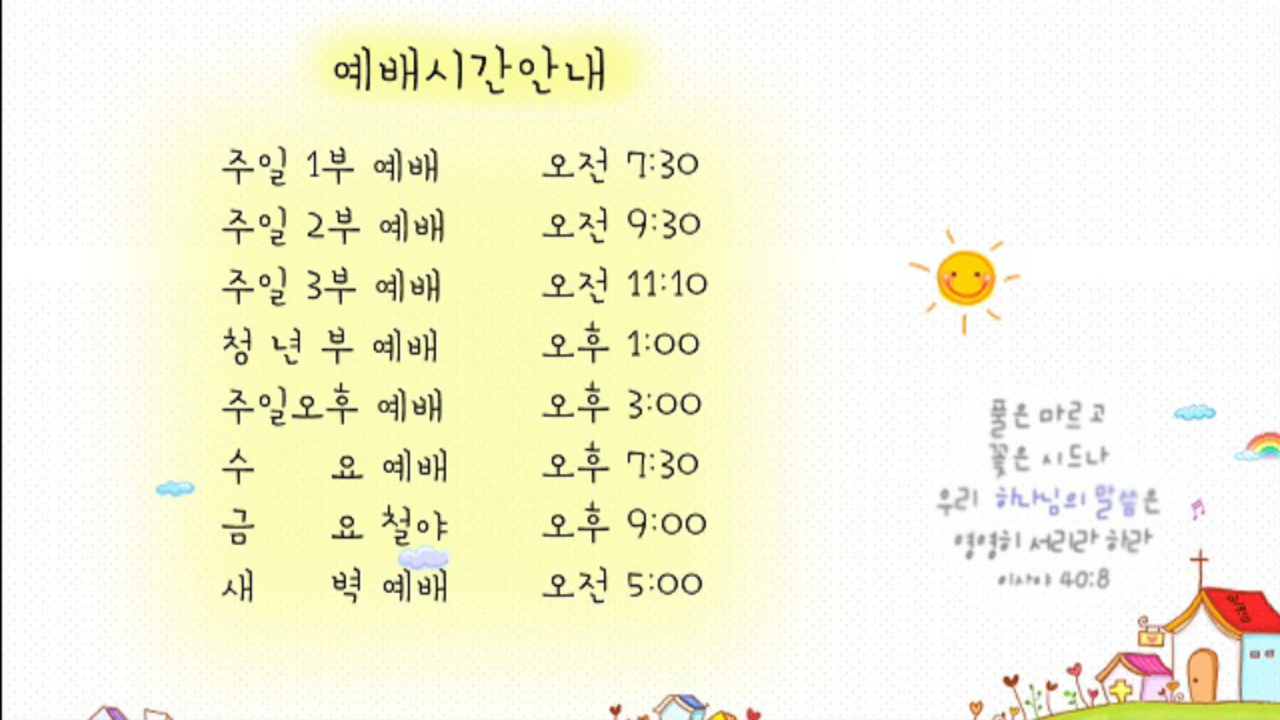 예배시간안내
주일 1부 예배 오전 7:30
주일 2부 예배 오전 9:30
주일 3부 예배 오전 11:10
청 년 부 예배 오후 1:00
주일오후 예배 오후 3:00
수 요 예배 오후 7:30
금 요 철야 오후 9:00
새 벽 예배 오전 5:00
풀은 마르고
꽃은 시드나
우리 하나님의 말씀은
영영히 서리라 하라
이사야 40:8